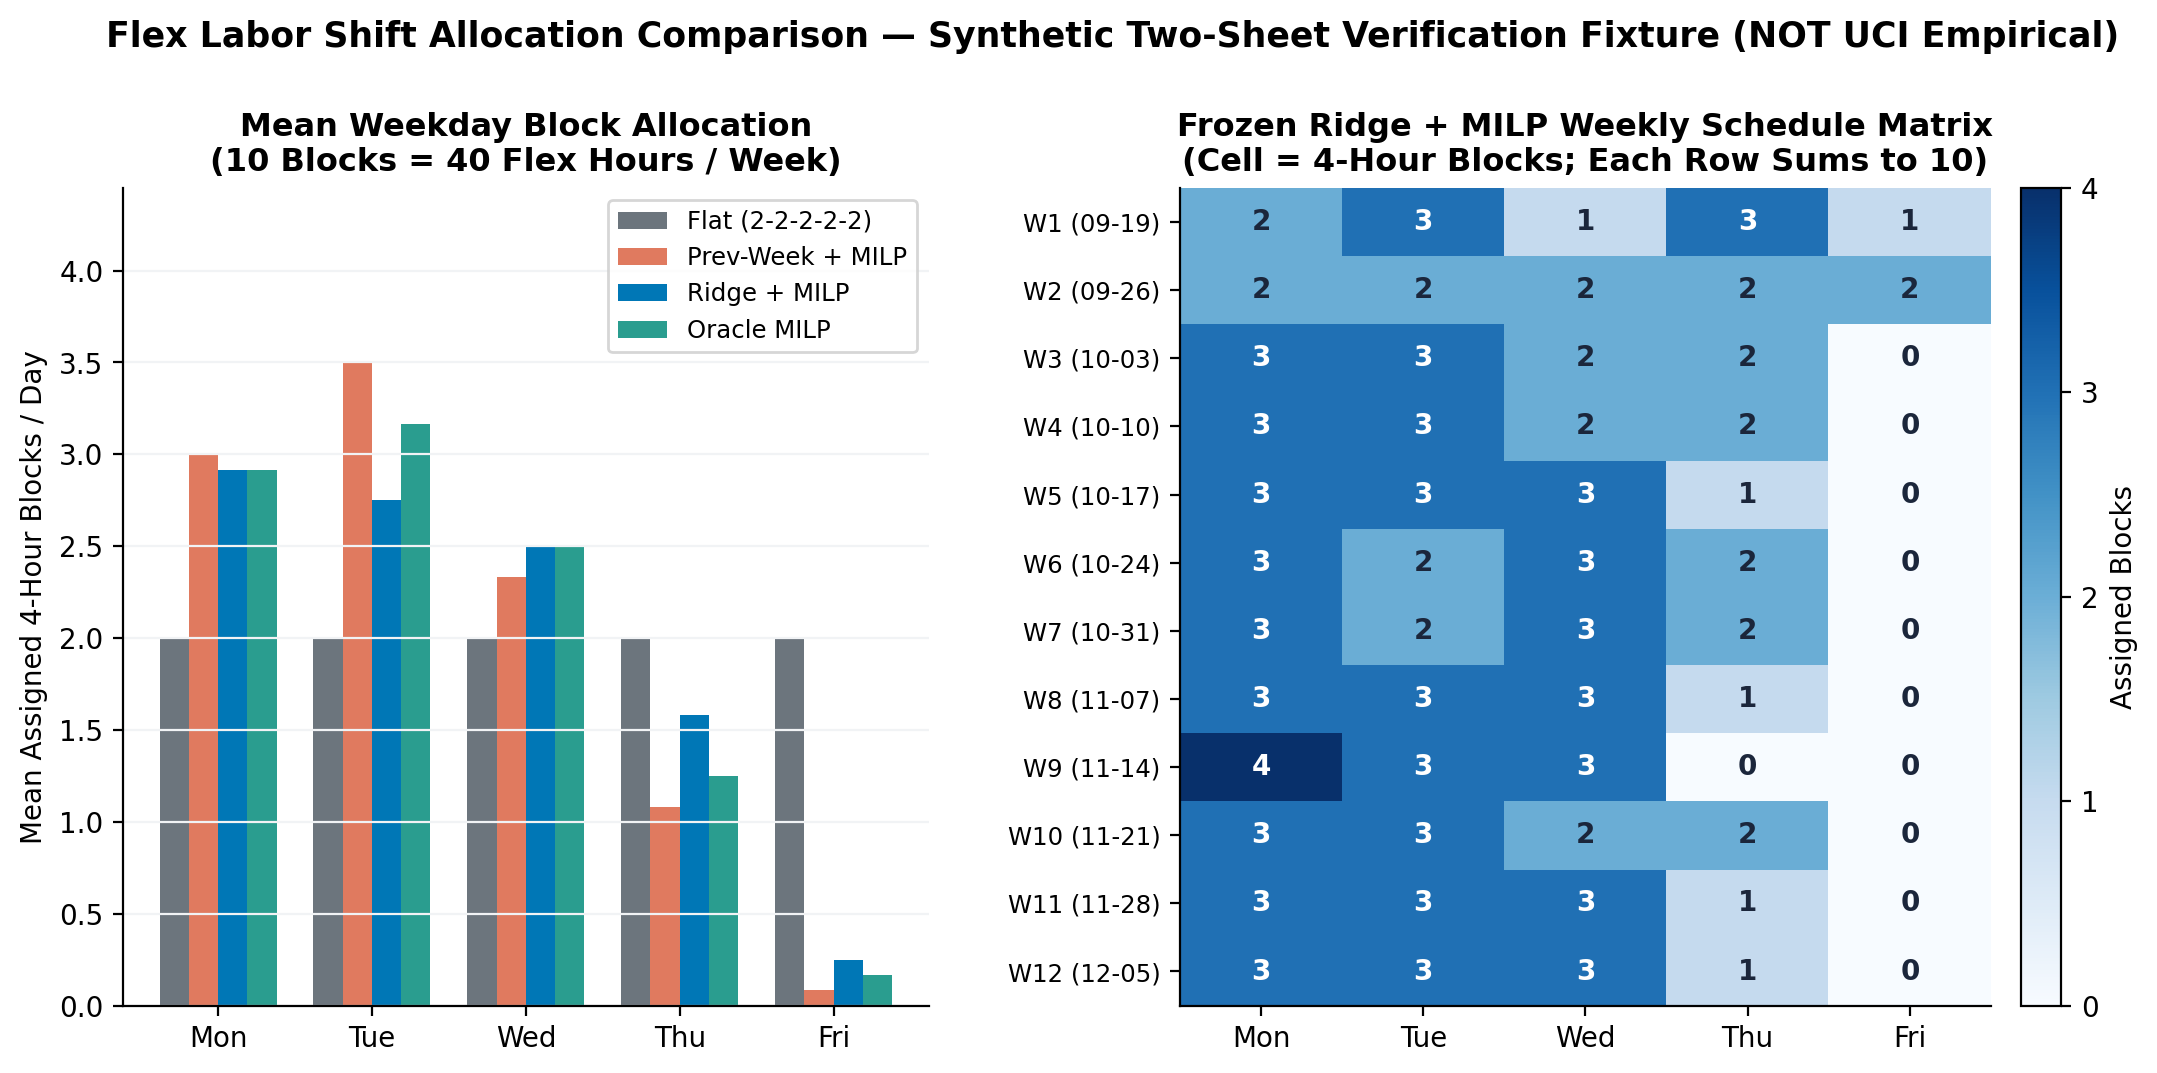 Flex Labor Shift Allocation Comparison — Synthetic Two-Sheet Verification Fixture (NOT UCI Empirical)
Mean Weekday Block Allocation
(10 Blocks = 40 Flex Hours / Week)
Mean Assigned 4-Hour Blocks / Day
4.0
3.5
3.0
2.5
2.0
1.5
1.0
0.5
0.0
Flat (2-2-2-2-2)
Prev-Week + MILP
Ridge + MILP
Oracle MILP
Mon Tue Wed Thu Fri
Frozen Ridge + MILP Weekly Schedule Matrix
(Cell = 4-Hour Blocks; Each Row Sums to 10)
W1 (09-19) 2 3 1 3 1
W2 (09-26) 2 2 2 2 2
W3 (10-03) 3 3 2 2 0
W4 (10-10) 3 3 2 2 0
W5 (10-17) 3 3 3 1 0
W6 (10-24) 3 2 3 2 0
W7 (10-31) 3 2 3 2 0
W8 (11-07) 3 3 3 1 0
W9 (11-14) 4 3 3 0 0
W10 (11-21) 3 3 2 2 0
W11 (11-28) 3 3 3 1 0
W12 (12-05) 3 3 3 1 0
Mon Tue Wed Thu Fri
4
3
2
1
0
Assigned Blocks